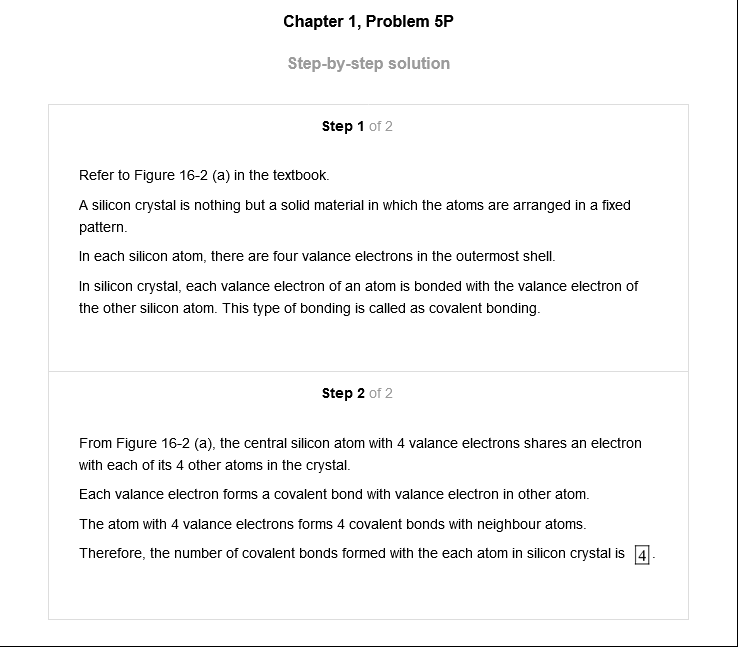 Chapter 1, Problem 5P
Step-by-step solution
Step 1 of 2
Refer to Figure 16-2 (a) in the textbook.
A silicon crystal is nothing but a solid material in which the atoms are arranged in a fixed
pattern.
In each silicon atom, there are four valance electrons in the outermost shell.
In silicon crystal, each valance electron of an atom is bonded with the valance electron of
the other silicon atom. This type of bonding is called as covalent bonding.
Step 2 of 2
From Figure 16-2 (a), the central silicon atom with 4 valance electrons shares an electron
with each of its 4 other atoms in the crystal.
Each valance electron forms a covalent bond with valance electron in other atom.
The atom with 4 valance electrons forms 4 covalent bonds with neighbour atoms.
Therefore, the number of covalent bonds formed with the each atom in silicon crystal is 4.